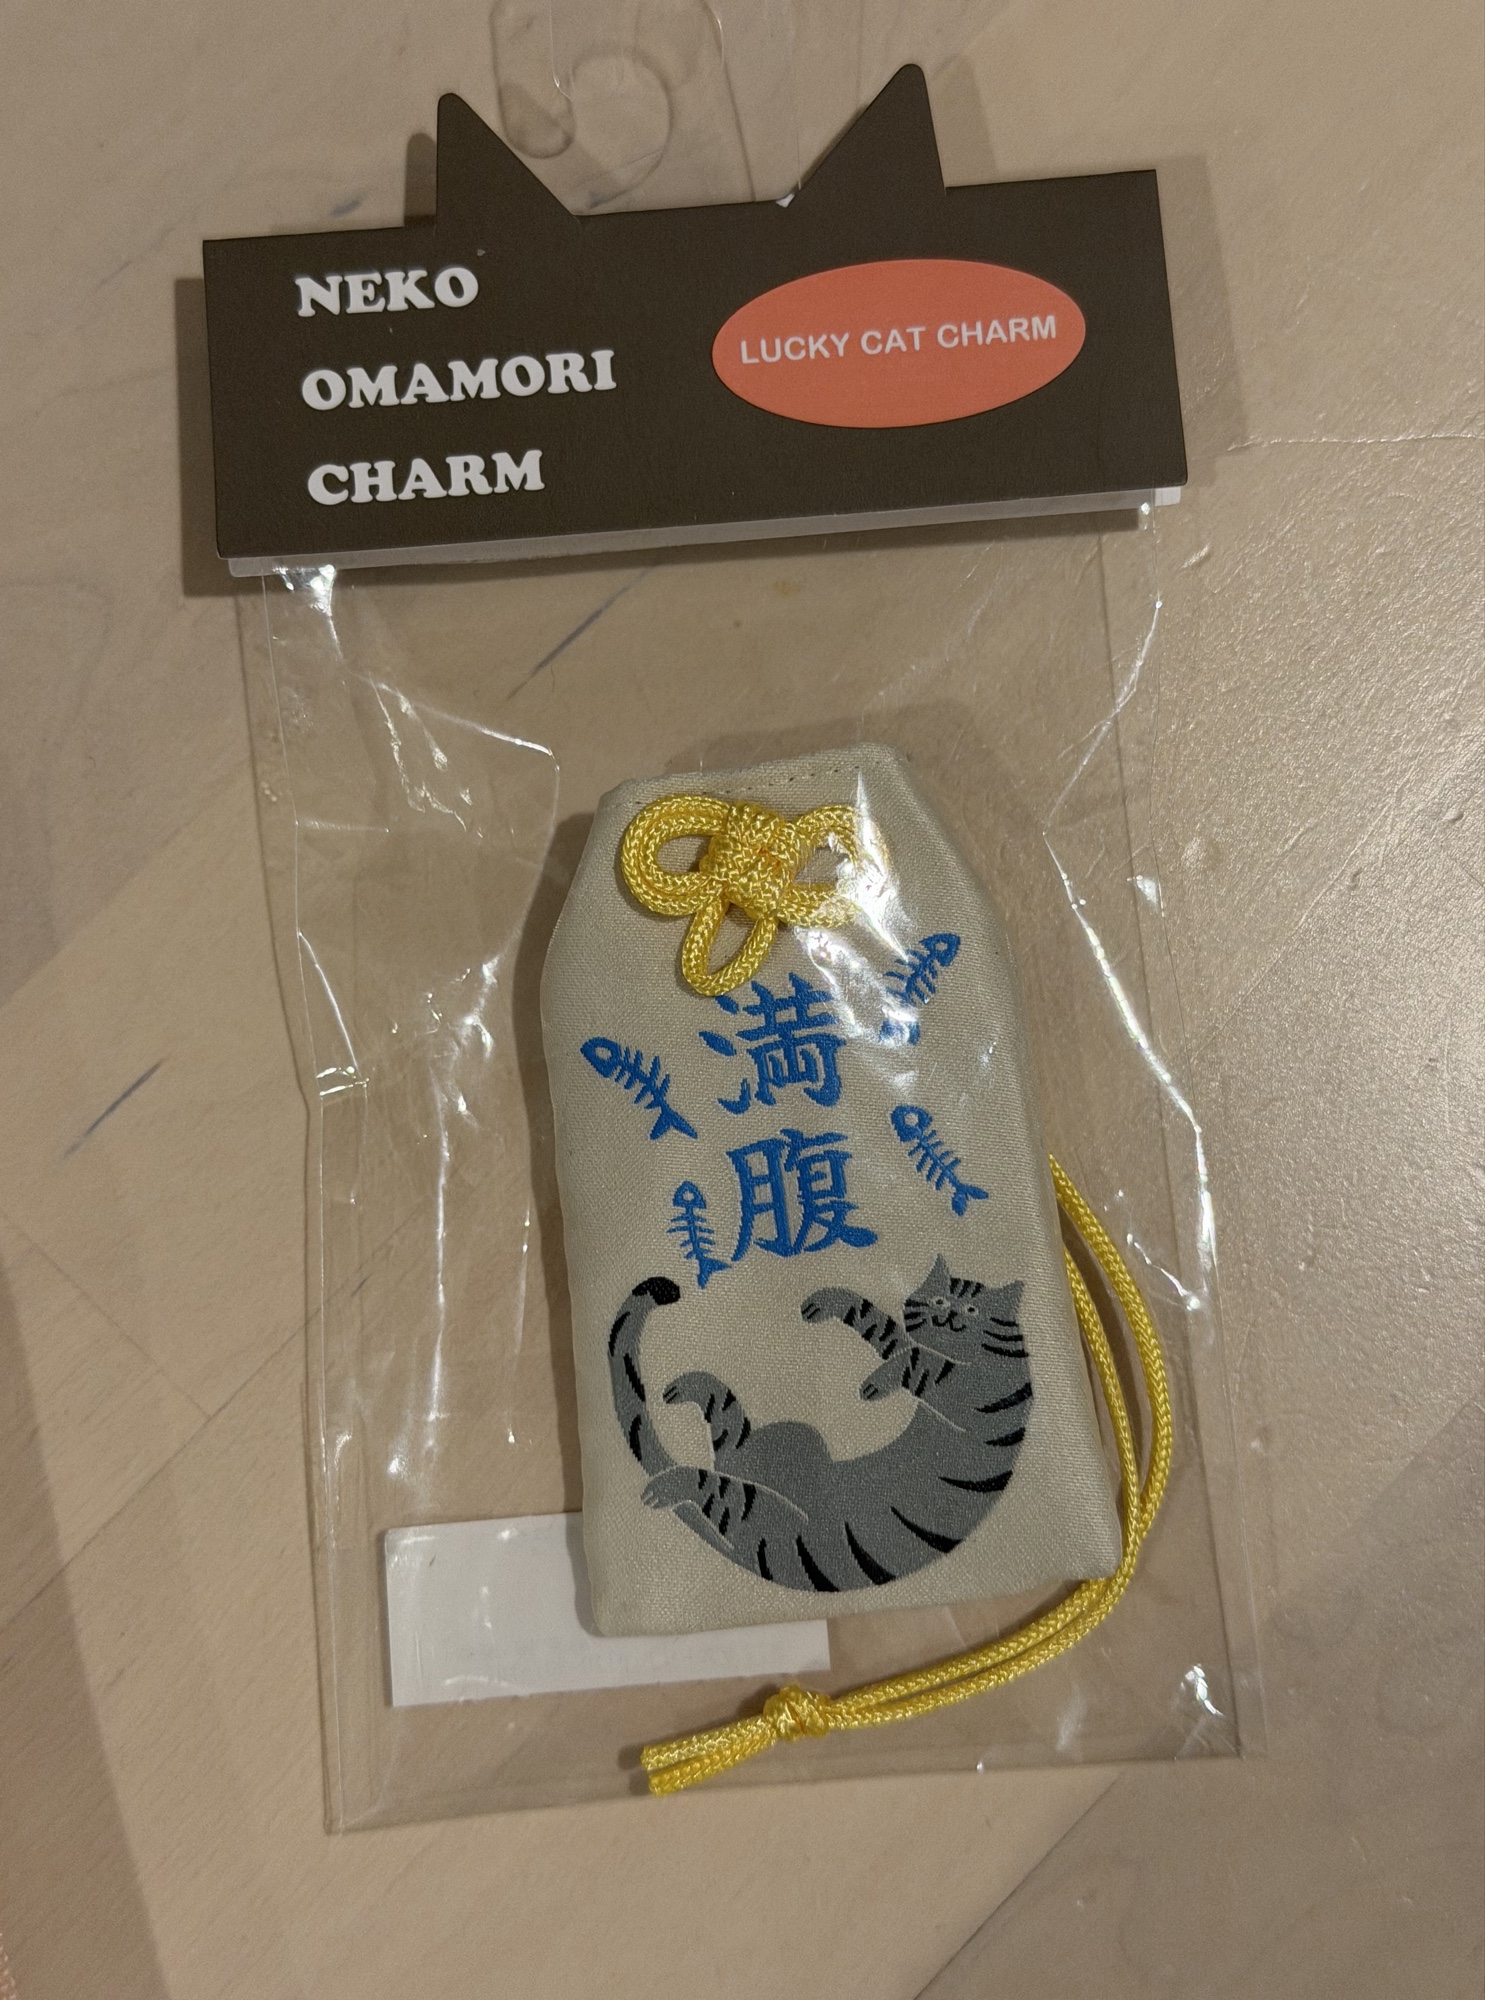 NEKO
OMAMORI
CHARM
LUCKY CAT CHARM
満
腹